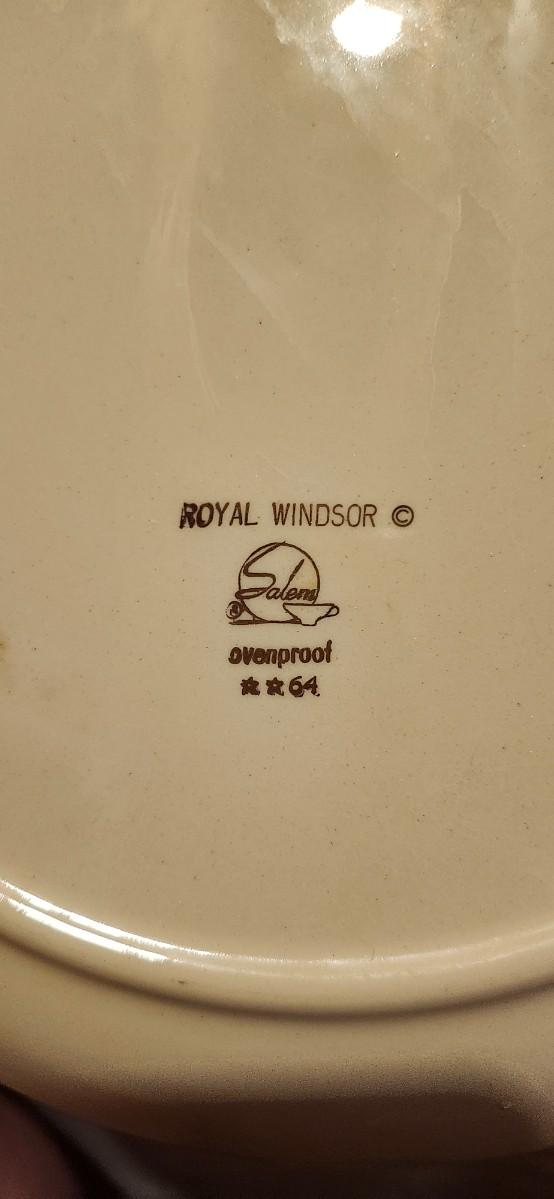 ROYAL WINDSOR ©
Salem
®
ovenproof
★★64